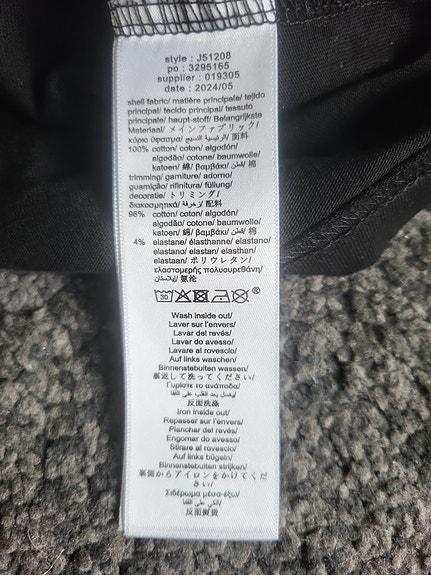 style : J51208
po : 3295165
supplier : 019305
date : 2024/05
shell fabric/ matière principale/ tejido
principal/ tecido principal/ tessuto
principale/ haupt-stoff/ Belangrijkste
Materiaal/ メインファブリック/
κύριο ύφασμα/ الرئيسية النسيج/ 面料
100% cotton/ coton/ algodón/
algodão/ cotone/ baumwolle/
katoen/ 綿/ βαμβάκι/ قطن/ 棉
trimming/ garniture/ adorno/
guarnição/ rifinitura/ füllung/
decoratie/ トリミング/
διακοσμητικά/ زخرفة/ 配料
96% cotton/ coton/ algodón/
algodão/ cotone/ baumwolle/
katoen/ 綿/ βαμβάκι/ قطن/ 棉
4% elastane/ élasthanne/ elastano/
elastano/ elastan/ elasthan/
elastaan/ ポリウレタン/
ελαστομερής πολυουρεθάνη/
إيلاستان/ 氨纶
30 ®
Wash inside out/
Laver sur l'envers/
Lavar del revés/
Lavar do avesso/
Lavare al rovescio/
Auf links waschen/
Binnenstebuiten wassen/
裏返して洗ってください/
Γυρίστε το ανάποδα/
يغسل بعد القلب على القفا/
反面洗涤
Iron inside out/
Repasser sur l'envers/
Planchar del revés/
Engomar do avesso/
Stirare al rovescio/
Auf links bügeln/
Binnenstebuiten strijken/
裏側からアイロンをかけてくださ
い/
Σιδέρωμα μέσα-έξω/
الكي على القفا/
反面熨烫